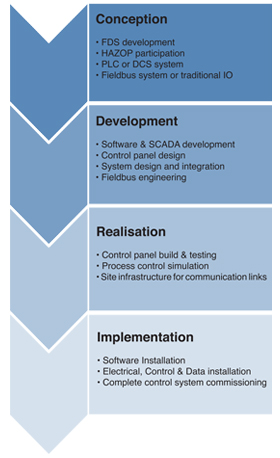 Conception
• FDS development
• HAZOP participation
• PLC or DCS system
• Fieldbus system or traditional IO
Development
• Software & SCADA development
• Control panel design
• System design and integration
• Fieldbus engineering
Realisation
• Control panel build & testing
• Process control simulation
• Site infrastructure for communication links
Implementation
• Software Installation
• Electrical, Control & Data installation
• Complete control system commissioning